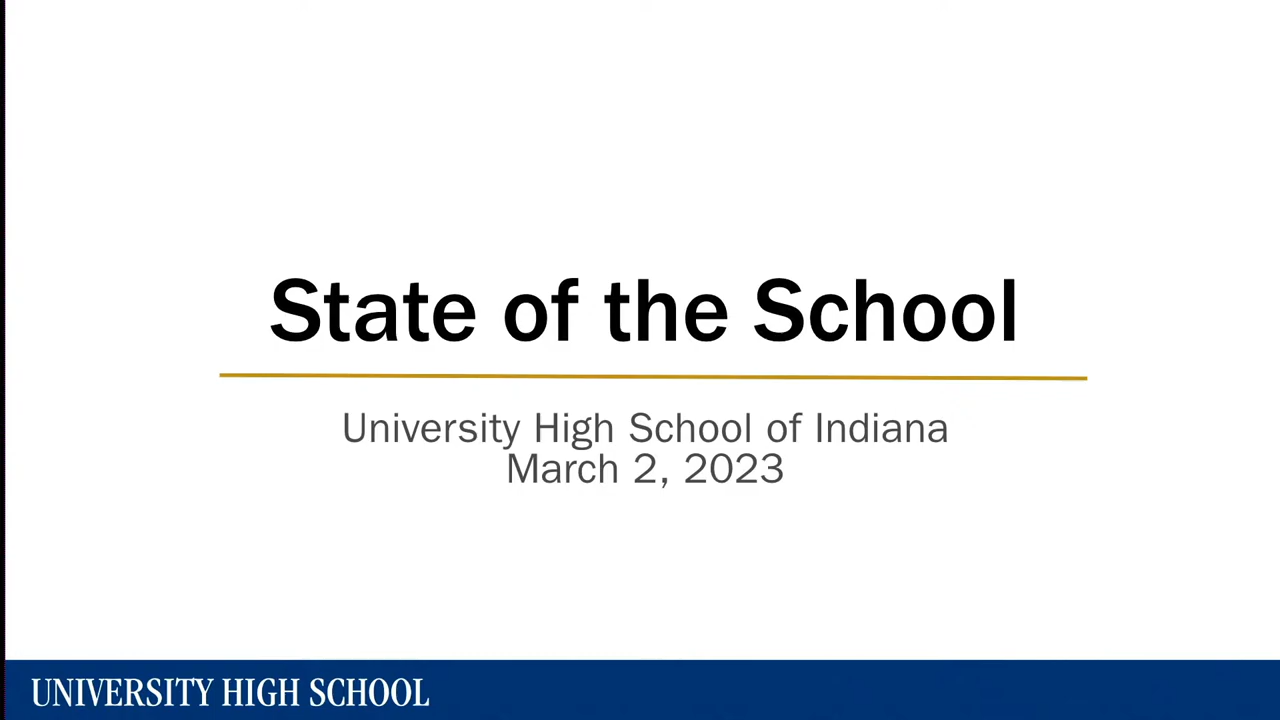 State of the School
University High School of Indiana
March 2, 2023
UNIVERSITY HIGH SCHOOL